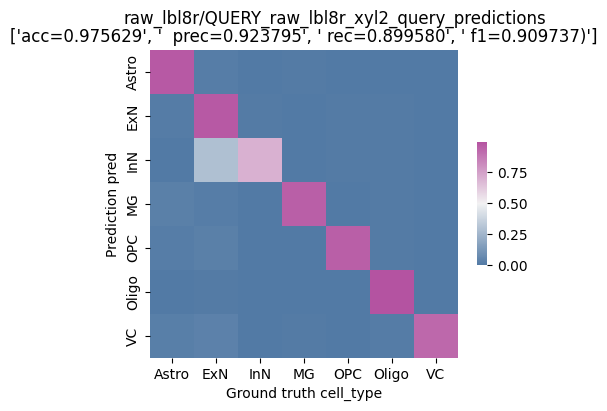 raw_lbl8r/QUERY_raw_lbl8r_xyl2_query_predictions
['acc=0.975629', '  prec=0.923795', ' rec=0.899580', ' f1=0.909737)']
Prediction pred
Astro
ExN
InN
MG
OPC
Oligo
VC
0.75
0.50
0.25
0.00
Astro ExN InN MG OPC Oligo VC
Ground truth cell_type